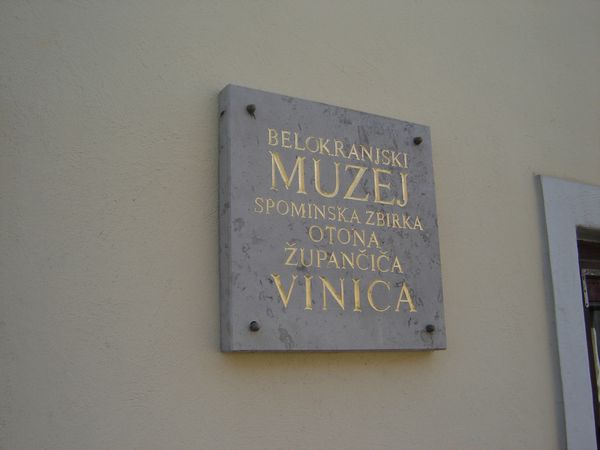 BELOKRANJSKI
MUZEJ
SPOMINSKA ZBIRKA
OTONA
ŽUPANČIČA
VINICA